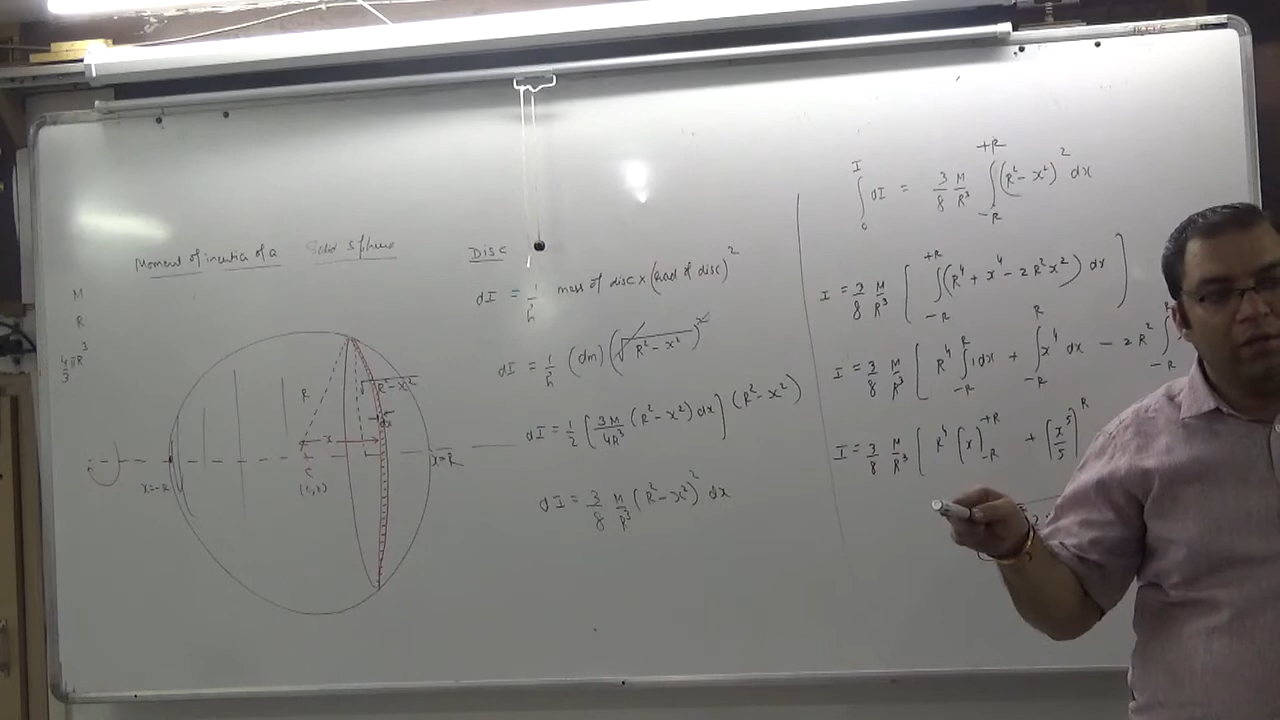 Moment of inertia of a Solid Sphere
M
R
4/3 πR³
R
√R²-x²
x
dx
C
x=-R
x=R
Disc
dI = 1/2 mass of disc × (rad of disc)²
dI = 1/2 (dm) (√R²-x²)²
dI = 1/2 [3M/4R³ (R²-x²) dx] (R²-x²)
dI = 3/8 M/R³ (R²-x²)² dx
∫₀ᴵ dI = 3/8 M/R³ ∫₋R⁺R (R²-x²)² dx
I = 3/8 M/R³ [ ∫₋R⁺R (R⁴ + x⁴ - 2R²x²) dx ]
I = 3/8 M/R³ [ R⁴ ∫₋Rᴿ 1dx + ∫₋Rᴿ x⁴ dx - 2R² ∫₋Rᴿ
I = 3/8 M/R³ [ R⁴ [x]₋R⁺R + [x⁵/5]ᴿ